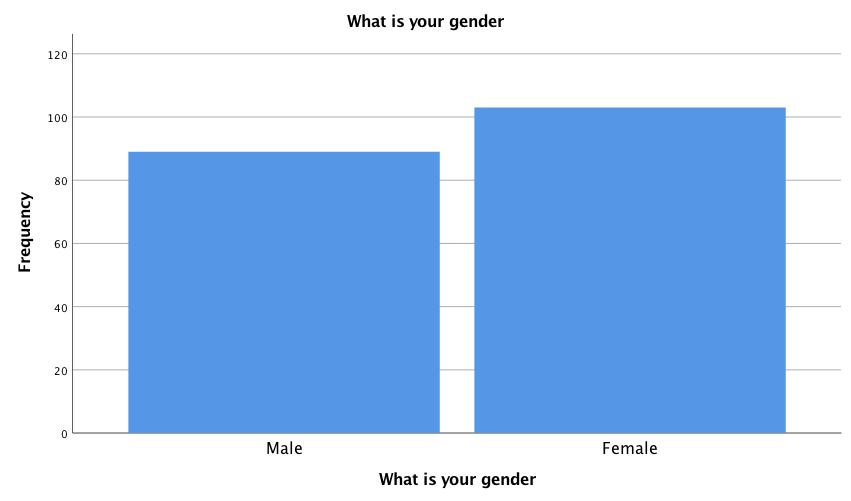 What is your gender
120
100
80
60
40
20
0
Frequency
Male Female
What is your gender